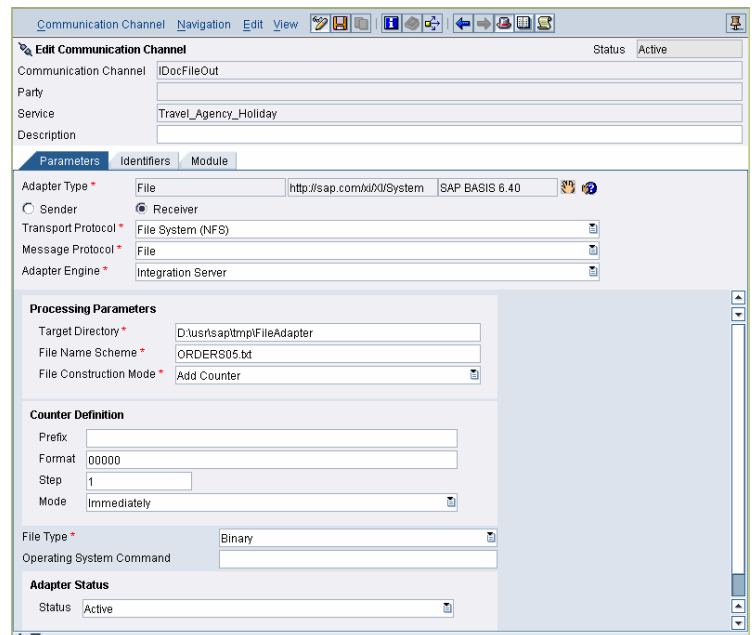 Communication Channel Navigation Edit View
Edit Communication Channel Status Active
Communication Channel IDocFileOut
Party
Service Travel_Agency_Holiday
Description
Parameters Identifiers Module
Adapter Type * File http://sap.com/xi/XI/System SAP BASIS 6.40
Sender Receiver
Transport Protocol * File System (NFS)
Message Protocol * File
Adapter Engine * Integration Server
Processing Parameters
Target Directory * D:\usr\sap\tmp\FileAdapter
File Name Scheme * ORDERS05.txt
File Construction Mode * Add Counter
Counter Definition
Prefix
Format 00000
Step 1
Mode Immediately
File Type * Binary
Operating System Command
Adapter Status
Status Active